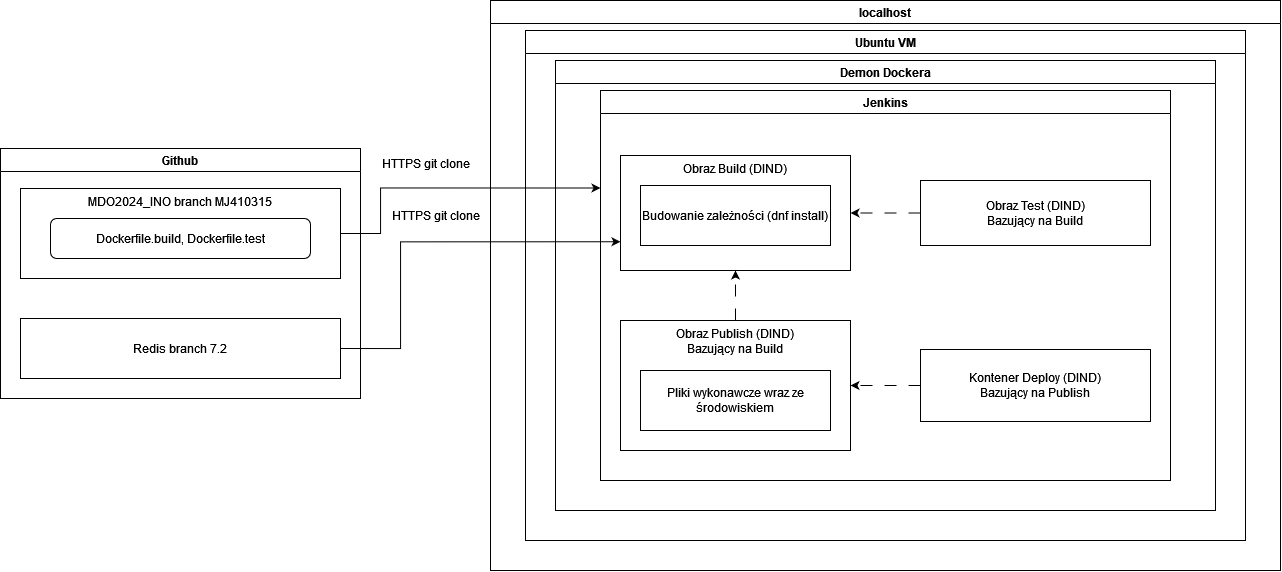 localhost
Ubuntu VM
Demon Dockera
Jenkins
Github
MDO2024_INO branch MJ410315
Dockerfile.build, Dockerfile.test
Redis branch 7.2
HTTPS git clone
HTTPS git clone
Obraz Build (DIND)
Budowanie zależności (dnf install)
Obraz Test (DIND)
Bazujący na Build
Obraz Publish (DIND)
Bazujący na Build
Pliki wykonawcze wraz ze
środowiskiem
Kontener Deploy (DIND)
Bazujący na Publish